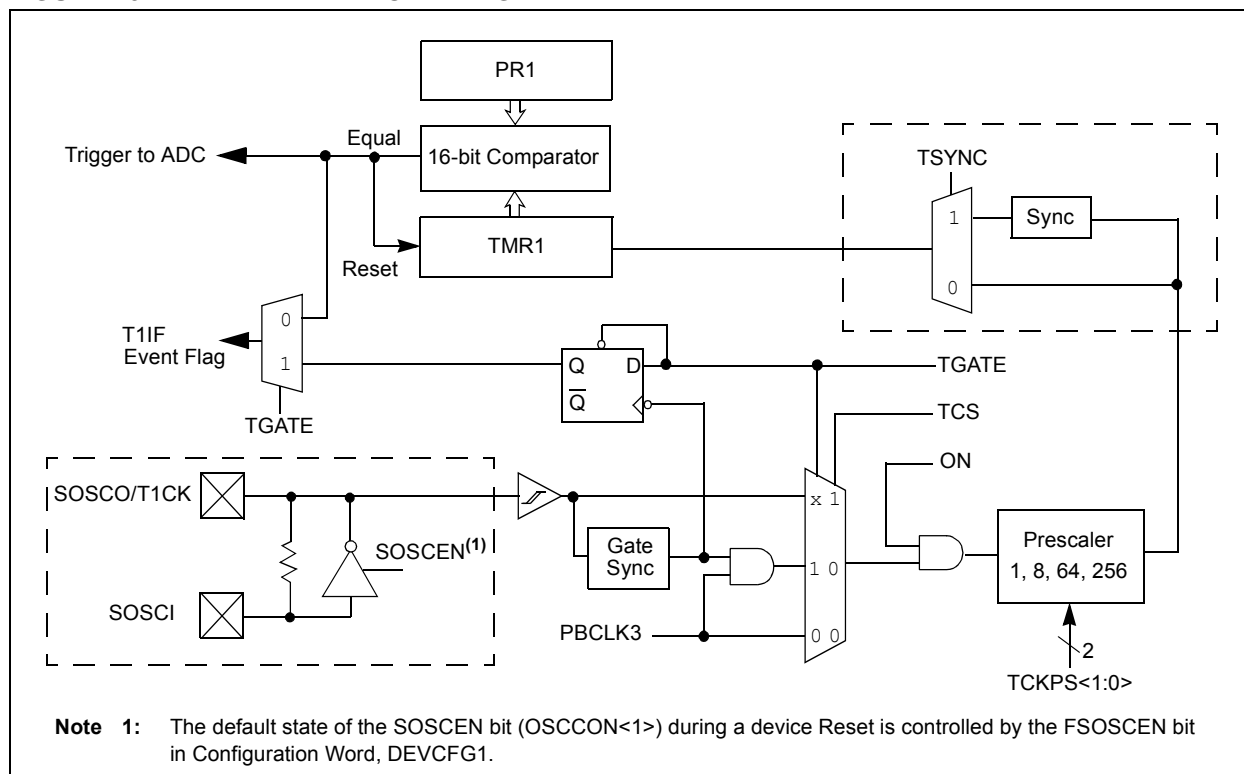 PR1
Equal
16-bit Comparator
Trigger to ADC
TSYNC
1
Sync
TMR1
Reset
0
0
T1IF
Event Flag
1
Q
D
TGATE
Q
TGATE
TCS
ON
SOSCO/T1CK
x 1
Prescaler
1, 8, 64, 256
SOSCEN(1)
Gate
Sync
1 0
SOSCI
PBCLK3
0 0
2
TCKPS<1:0>
Note 1: The default state of the SOSCEN bit (OSCCON<1>) during a device Reset is controlled by the FSOSCEN bit
in Configuration Word, DEVCFG1.